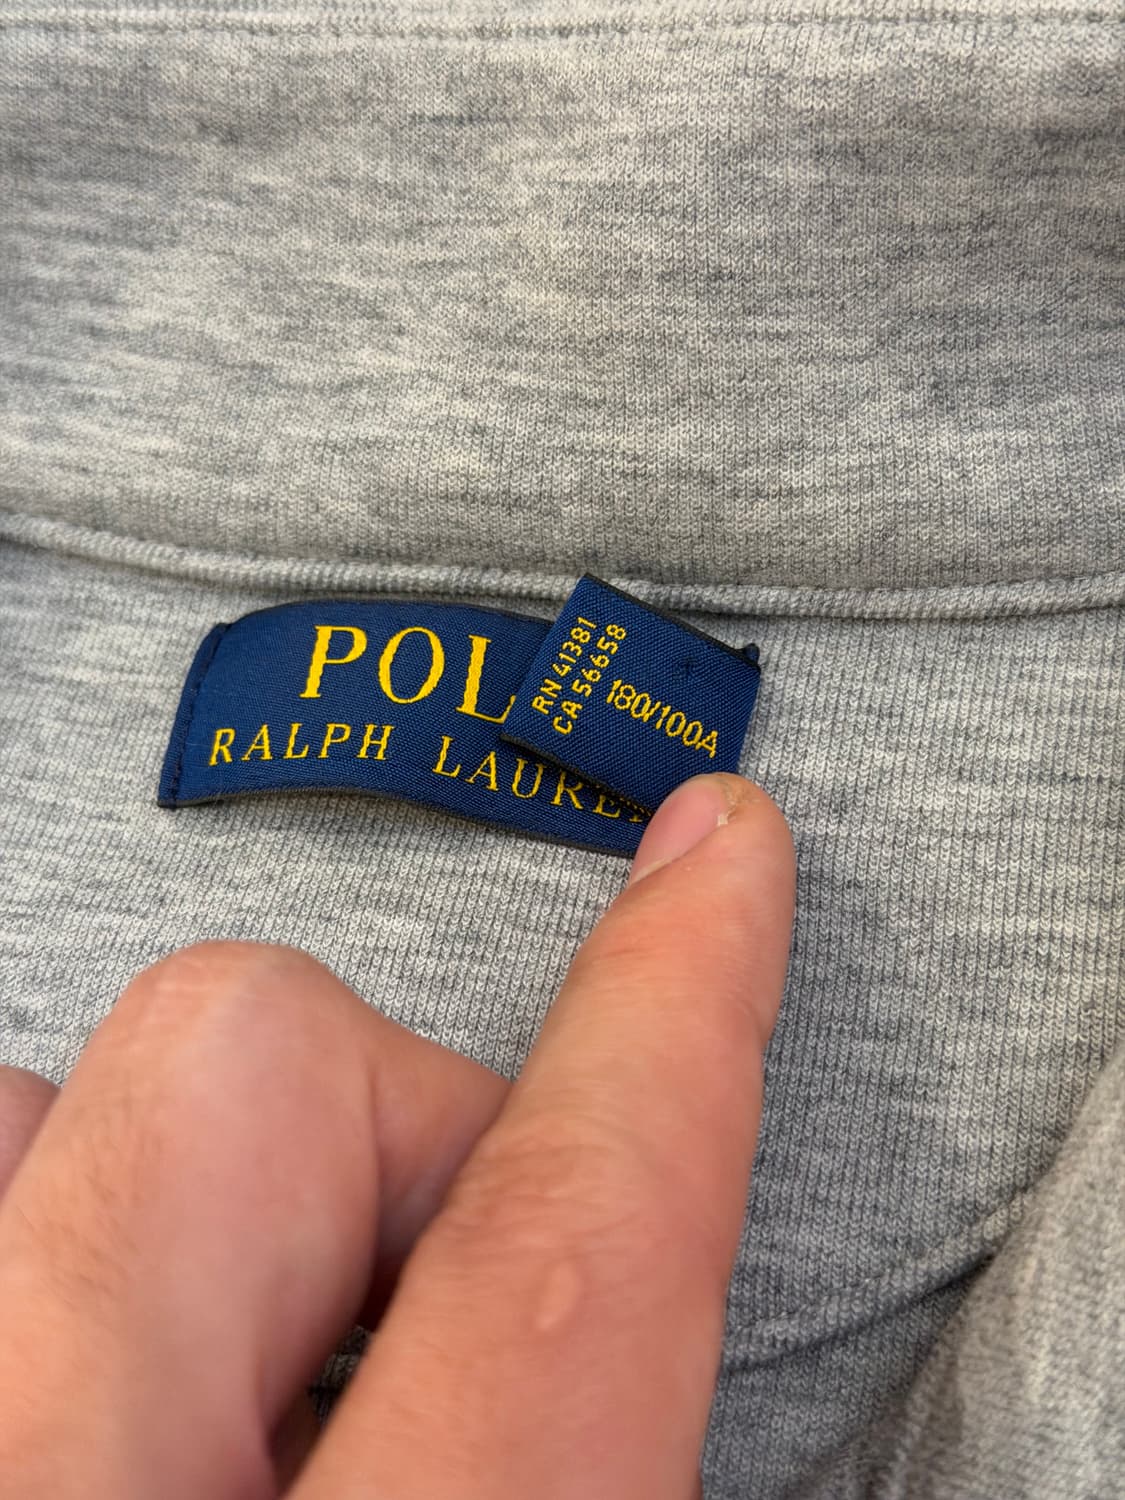 POL
RALPH LAURE
RN 41381
CA 56658
180/100A